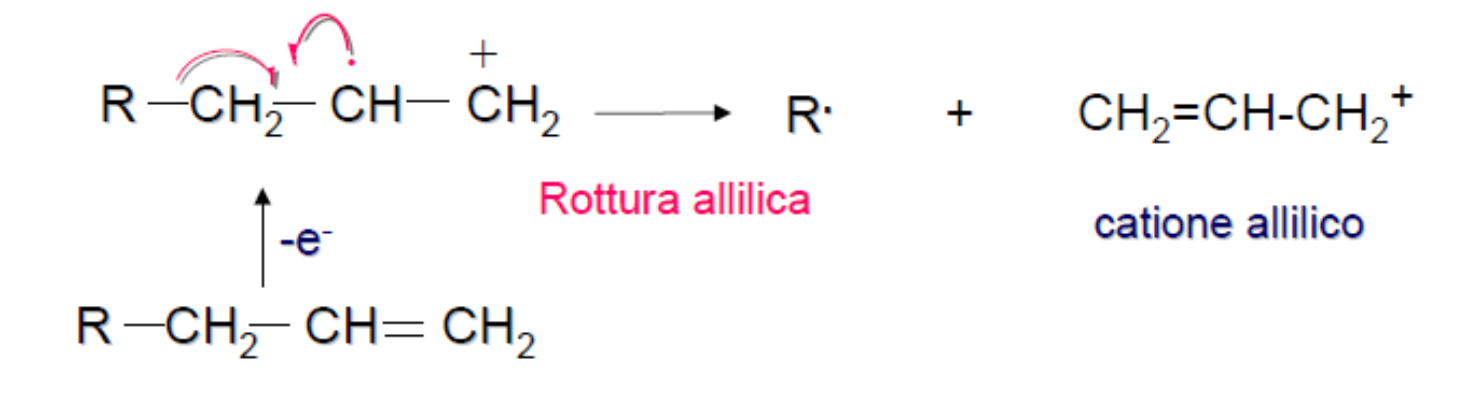 +
R—CH₂—CH—CH₂ → R· + CH₂=CH-CH₂⁺
Rottura allilica
catione allilico
-e⁻
R—CH₂—CH=CH₂